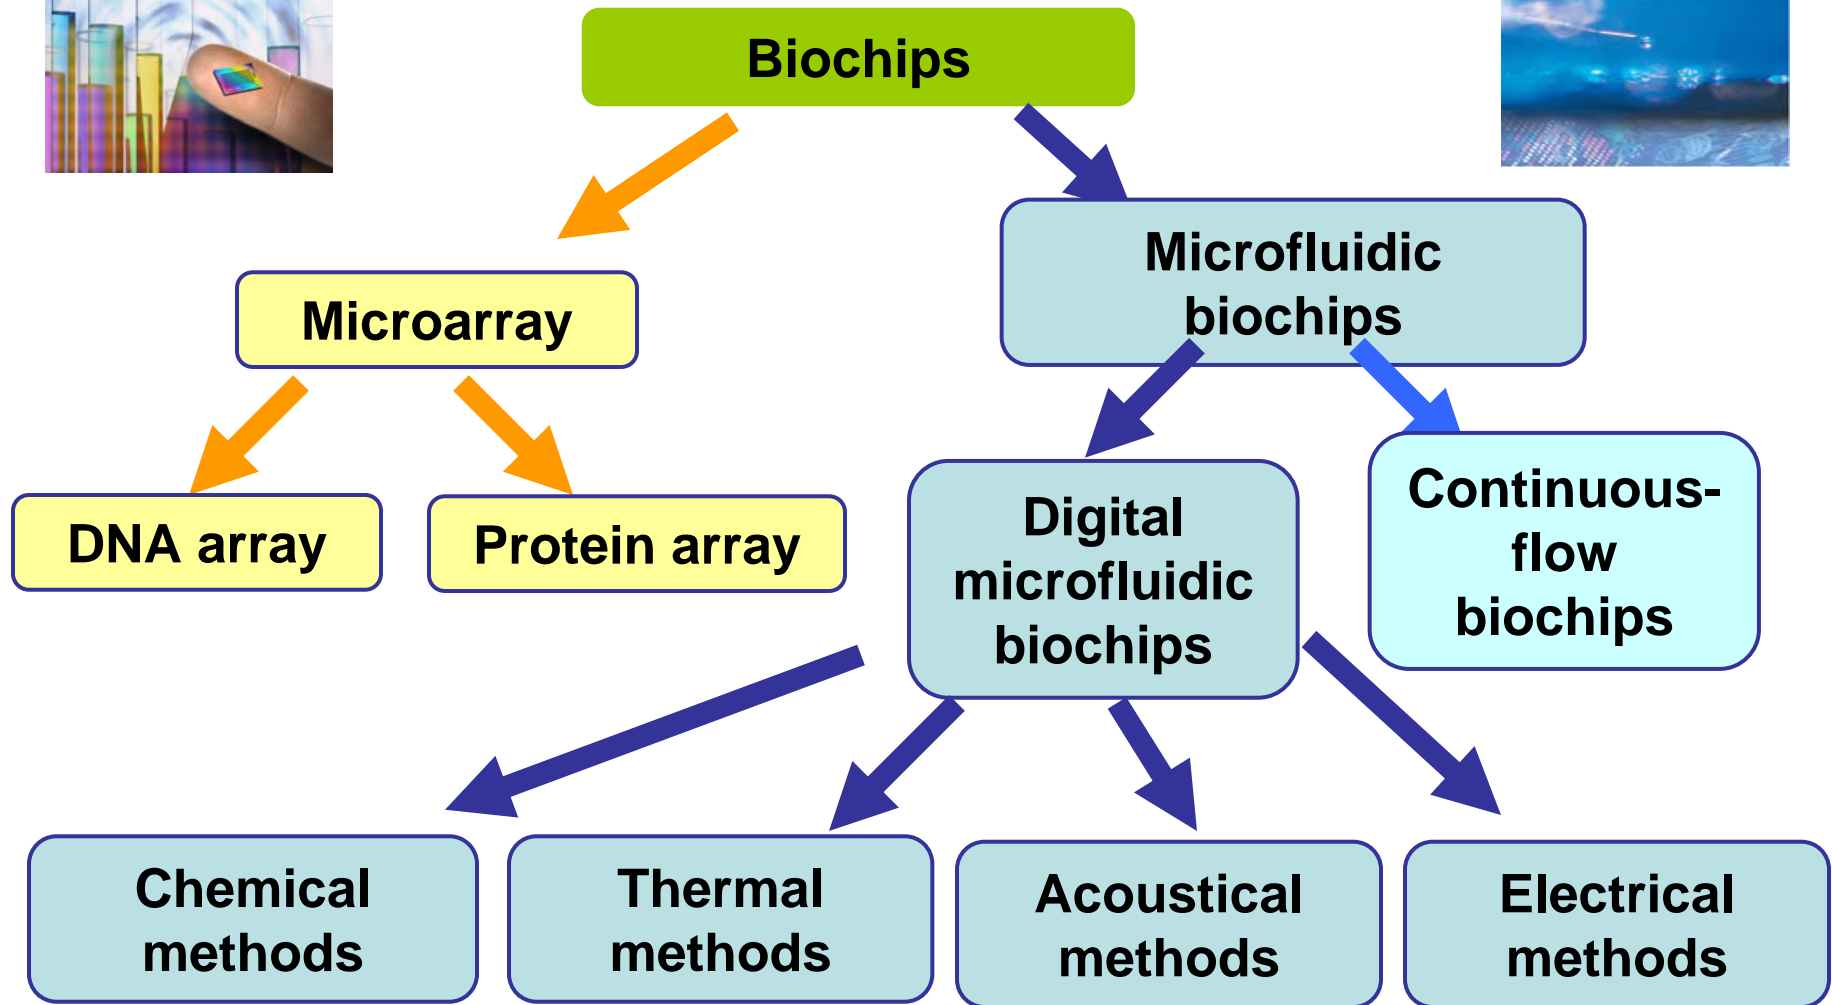 Biochips
Microfluidic
biochips
Microarray
Digital
microfluidic
biochips
Continuous-
flow
biochips
DNA array
Protein array
Chemical
methods
Thermal
methods
Acoustical
methods
Electrical
methods